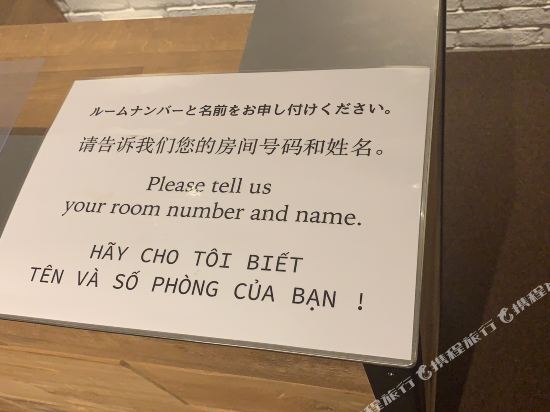 ルームナンバーと名前をお申し付けください。
请告诉我们您的房间号码和姓名。
Please tell us
your room number and name.
HÃY CHO TÔI BIẾT
TÊN VÀ SỐ PHÒNG CỦA BẠN !
携程旅行
携程旅行